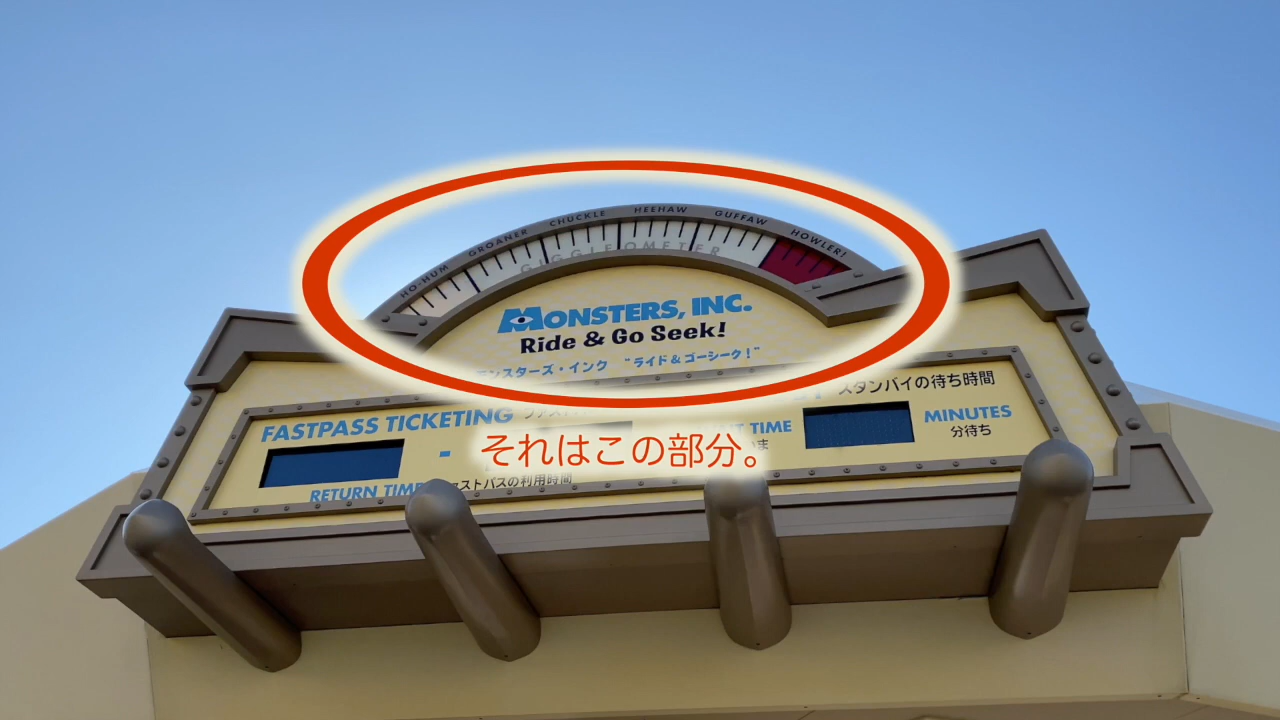 HO-HUM GROANER CHUCKLE HEEHAW GUFFAW HOWLER!
GIGGLE-OMETER
MONSTERS, INC.
Ride & Go Seek!
ンスターズ・インク "ライド&ゴーシーク!"
FASTPASS TICKETING
スタンバイの待ち時間
TIME
MINUTES
分待ち
-
それはこの部分。
RETURN TIME
ストパスの利用時間